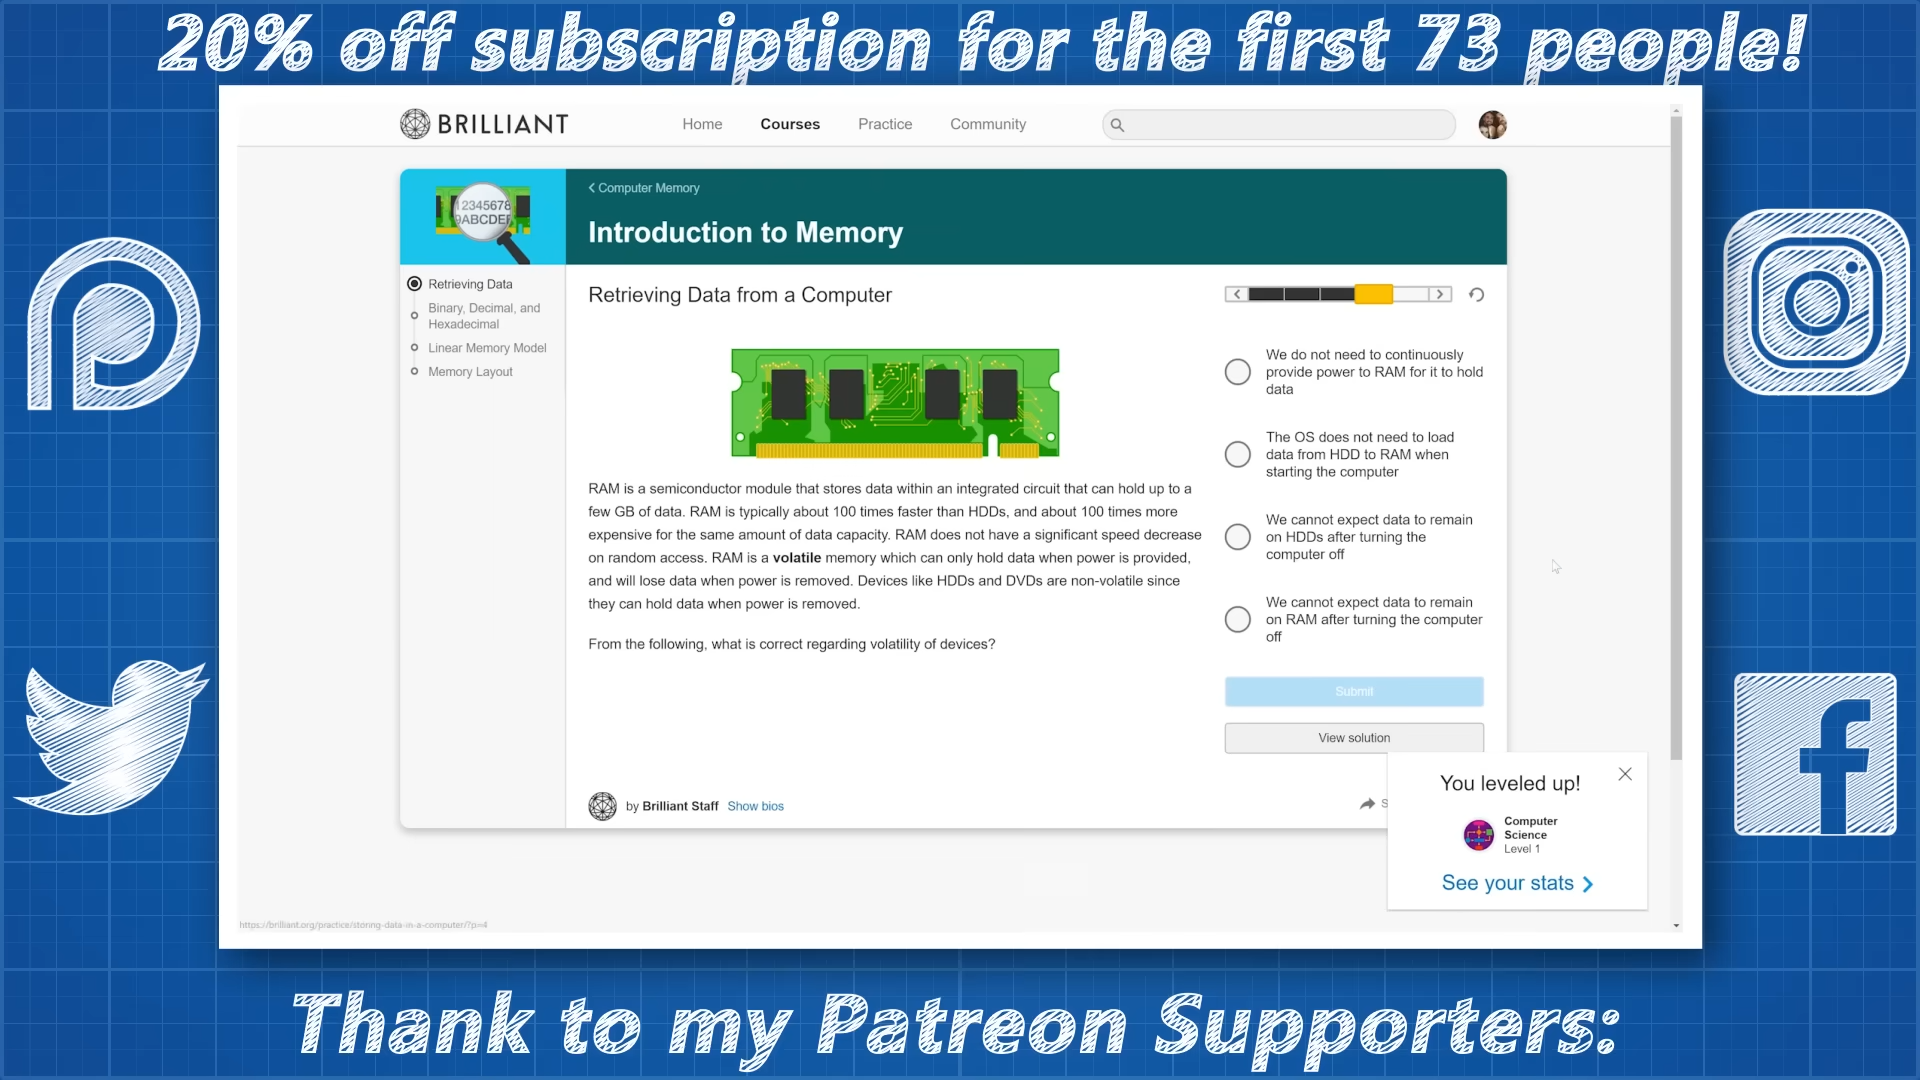 20% off subscription for the first 73 people!
BRILLIANT
Home
Courses
Practice
Community
12345678
9ABCDEF
< Computer Memory
Introduction to Memory
Retrieving Data
Binary, Decimal, and
Hexadecimal
Linear Memory Model
Memory Layout
Retrieving Data from a Computer
RAM is a semiconductor module that stores data within an integrated circuit that can hold up to a
few GB of data. RAM is typically about 100 times faster than HDDs, and about 100 times more
expensive for the same amount of data capacity. RAM does not have a significant speed decrease
on random access. RAM is a volatile memory which can only hold data when power is provided,
and will lose data when power is removed. Devices like HDDs and DVDs are non-volatile since
they can hold data when power is removed.
From the following, what is correct regarding volatility of devices?
We do not need to continuously
provide power to RAM for it to hold
data
The OS does not need to load
data from HDD to RAM when
starting the computer
We cannot expect data to remain
on HDDs after turning the
computer off
We cannot expect data to remain
on RAM after turning the computer
off
Submit
View solution
by Brilliant Staff Show bios
S
You leveled up!
Computer
Science
Level 1
See your stats >
https://brilliant.org/practice/storing-data-in-a-computer/?p=4
Thank to my Patreon Supporters: